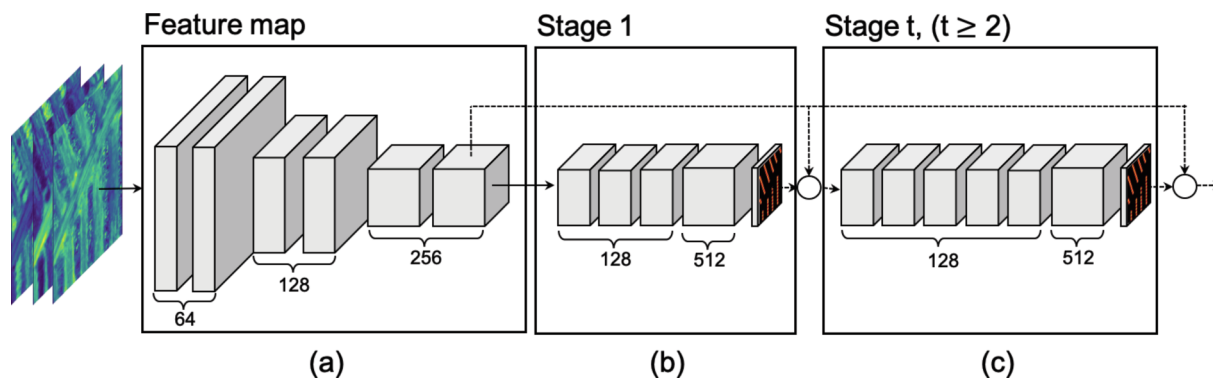 Feature map
Stage 1
Stage t, (t ≥ 2)
64
128
256
128
512
128
512
(a)
(b)
(c)